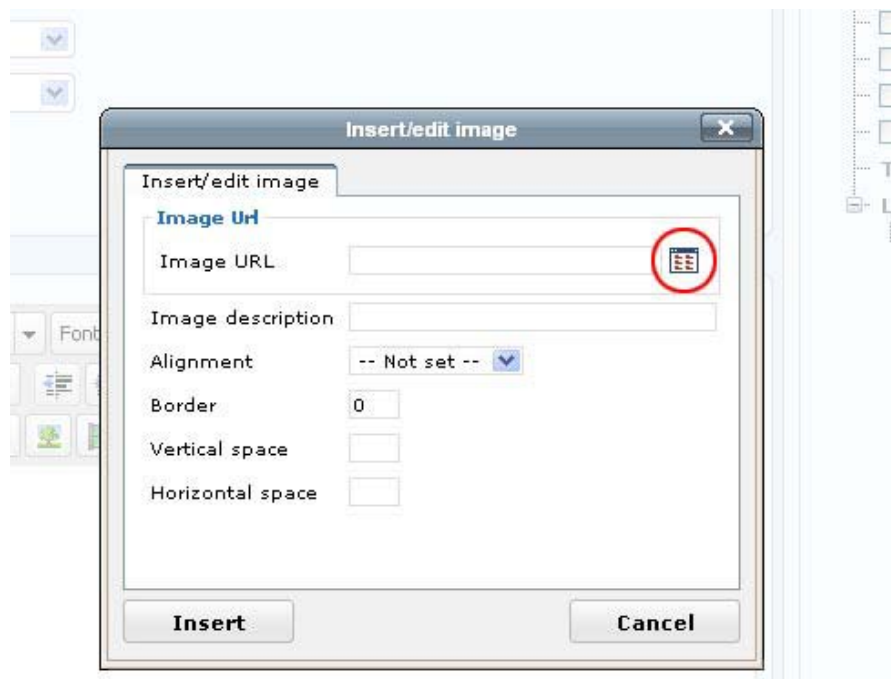 Insert/edit image
Insert/edit image
Image Url
Image URL
Image description
Font
Alignment
-- Not set --
Border
0
Vertical space
Horizontal space
Insert
Cancel
T
L